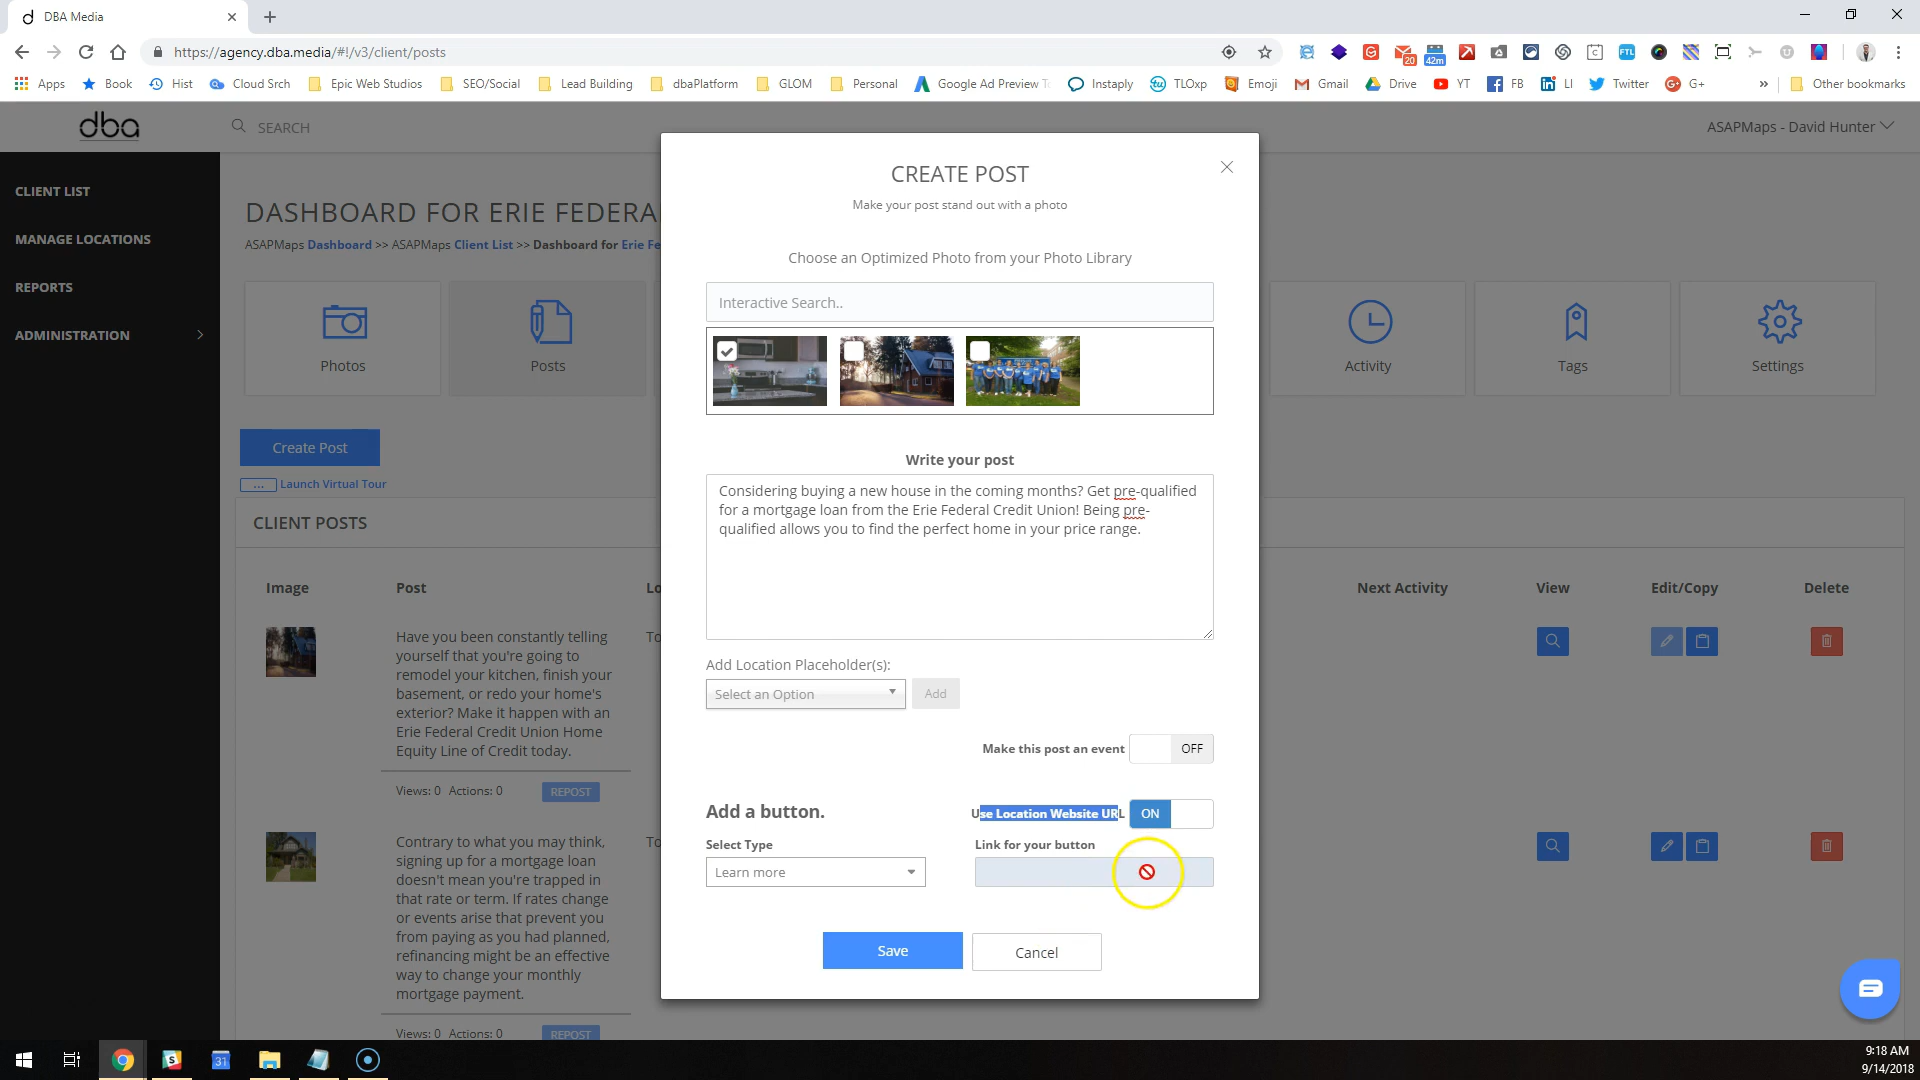 DBA Media
https://agency.dba.media/#!/v3/client/posts
Apps Book Hist Cloud Srch Epic Web Studios SEO/Social Lead Building dbaPlatform GLOM Personal Google Ad Preview Instaply TLOxp Emoji Gmail Drive YT FB LI Twitter G+ » Other bookmarks
20
42m
FTL
dba
SEARCH
ASAPMaps - David Hunter
CLIENT LIST
MANAGE LOCATIONS
REPORTS
ADMINISTRATION
DASHBOARD FOR ERIE FEDERA
ASAPMaps Dashboard >> ASAPMaps Client List >> Dashboard for Erie Fe
Photos
Posts
Activity
Tags
Settings
Create Post
... Launch Virtual Tour
CLIENT POSTS
Image Post Lo Next Activity View Edit/Copy Delete
Have you been constantly telling
yourself that you're going to
remodel your kitchen, finish your
basement, or redo your home's
exterior? Make it happen with an
Erie Federal Credit Union Home
Equity Line of Credit today.
To
Views: 0 Actions: 0 REPOST
Contrary to what you may think,
signing up for a mortgage loan
doesn't mean you're trapped in
that rate or term. If rates change
or events arise that prevent you
from paying as you had planned,
refinancing might be an effective
way to change your monthly
mortgage payment.
To
Views: 0 Actions: 0 REPOST
CREATE POST
Make your post stand out with a photo
Choose an Optimized Photo from your Photo Library
Interactive Search..
Write your post
Considering buying a new house in the coming months? Get pre-qualified
for a mortgage loan from the Erie Federal Credit Union! Being pre-
qualified allows you to find the perfect home in your price range.
Add Location Placeholder(s):
Select an Option Add
Make this post an event OFF
Add a button.
Use Location Website URL ON
Select Type
Link for your button
Learn more
Save
Cancel
31
9:18 AM
9/14/2018